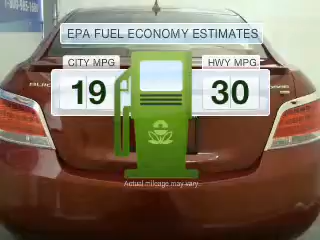 EPA FUEL ECONOMY ESTIMATES
CITY MPG
HWY MPG
19
30
Actual mileage may vary.